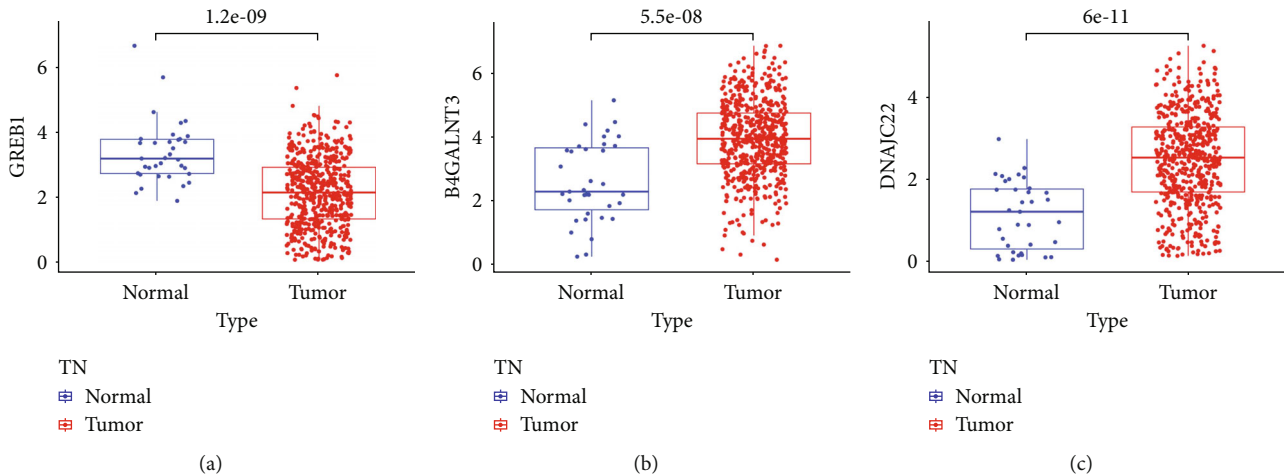 1.2e-09
6
4
2
0
GREB1
Normal
Tumor
Type
TN
Normal
Tumor
(a)
5.5e-08
6
4
2
0
B4GALNT3
Normal
Tumor
Type
TN
Normal
Tumor
(b)
6e-11
4
2
0
DNAJC22
Normal
Tumor
Type
TN
Normal
Tumor
(c)